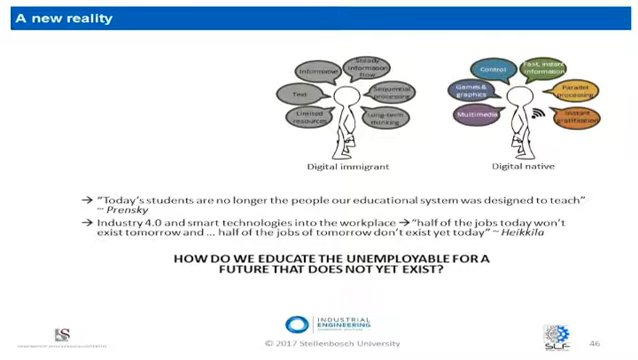 A new reality
Informative
Steady information flow
Text
Sequential processing
Limited resources
Long-term thinking
Digital immigrant
Control
Fast, instant information
Games & graphics
Parallel processing
Multimedia
Instant gratification
Digital native
→ "Today's students are no longer the people our educational system was designed to teach"
~ Prensky
→ Industry 4.0 and smart technologies into the workplace → "half of the jobs today won't
exist tomorrow and ... half of the jobs of tomorrow don't exist yet today" ~ Heikkila
HOW DO WE EDUCATE THE UNEMPLOYABLE FOR A
FUTURE THAT DOES NOT YET EXIST?
INDUSTRIAL
ENGINEERING
© 2017 Stellenbosch University
SLF
46